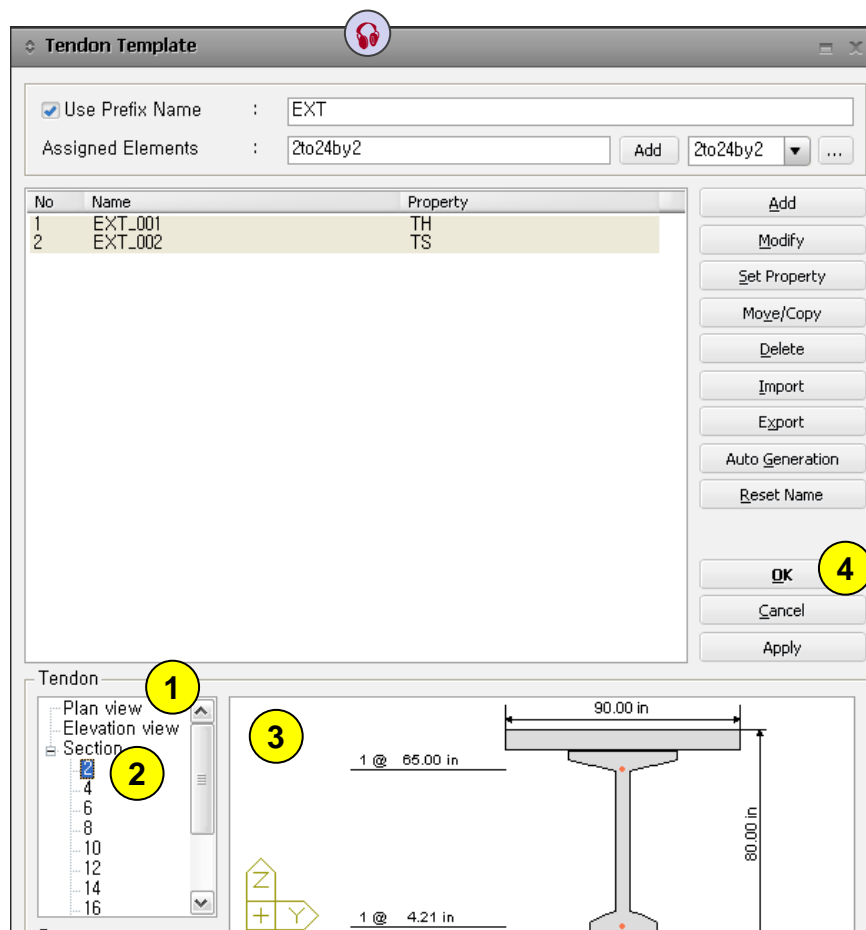 Tendon Template
Use Prefix Name : EXT
Assigned Elements : 2to24by2 Add 2to24by2 ...
No Name Property
1 EXT_001 TH
2 EXT_002 TS
Add
Modify
Set Property
Move/Copy
Delete
Import
Export
Auto Generation
Reset Name
OK 4
Cancel
Apply
Tendon
1
Plan view
Elevation view
Section
2
2
4
6
8
10
12
14
16
3
90.00 in
1 @ 65.00 in
80.00 in
Z
+ Y
1 @ 4.21 in